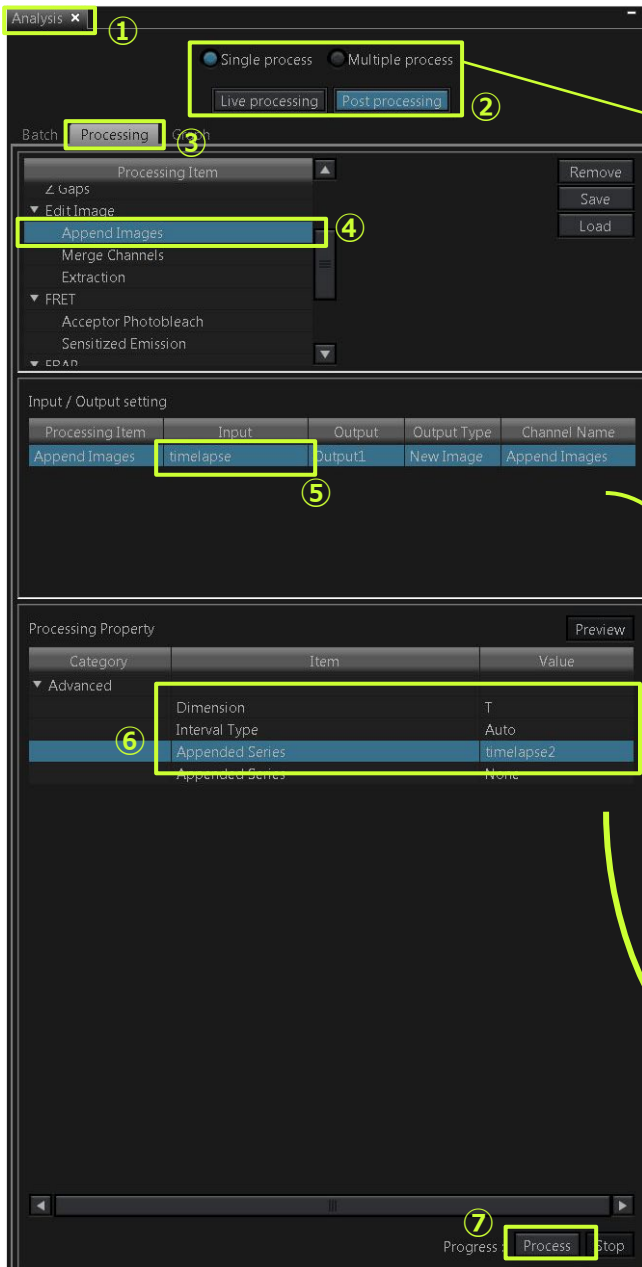 Analysis ×
①
Single process Multiple process
Live processing Post processing ②
Batch Processing Graph
③
Processing Item
Z Gaps
▼ Edit Image
Append Images ④
Merge Channels
Extraction
▼ FRET
Acceptor Photobleach
Sensitized Emission
▼ FRAP
Remove
Save
Load
Input / Output setting
Processing Item Input Output Output Type Channel Name
Append Images timelapse Output1 New Image Append Images
⑤
Processing Property Preview
Category Item Value
▼ Advanced
Dimension T
Interval Type Auto
⑥ Appended Series timelapse2
Appended Series None
⑦
Progress : Process Stop